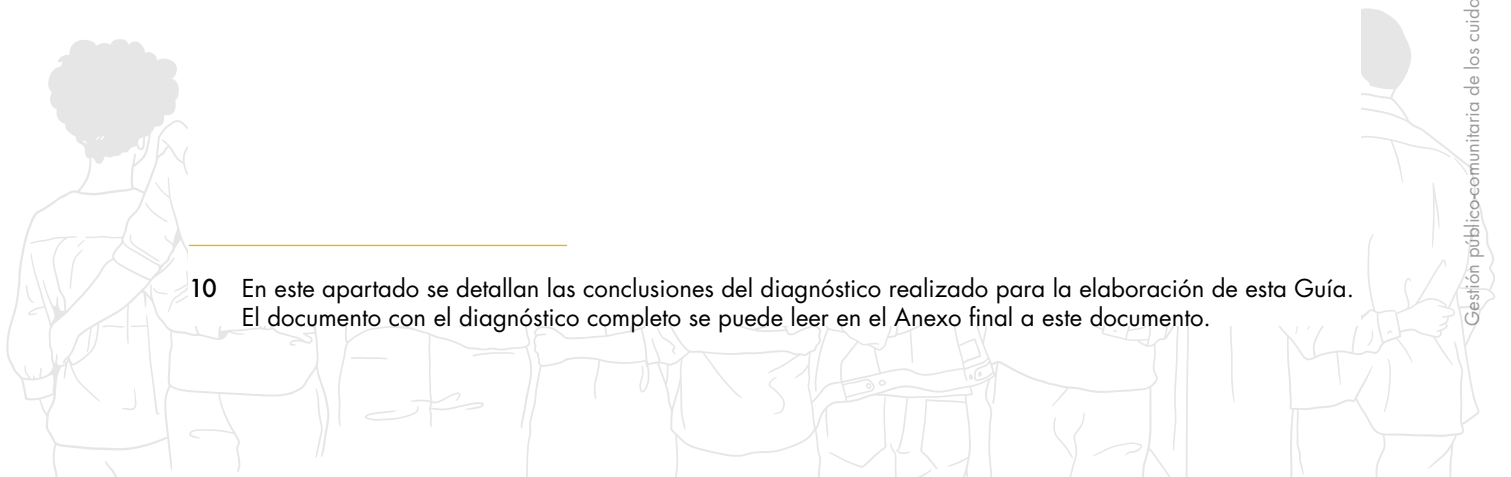 10 En este apartado se detallan las conclusiones del diagnóstico realizado para la elaboración de esta Guía.
El documento con el diagnóstico completo se puede leer en el Anexo final a este documento.
Gestión público-comunitaria de los